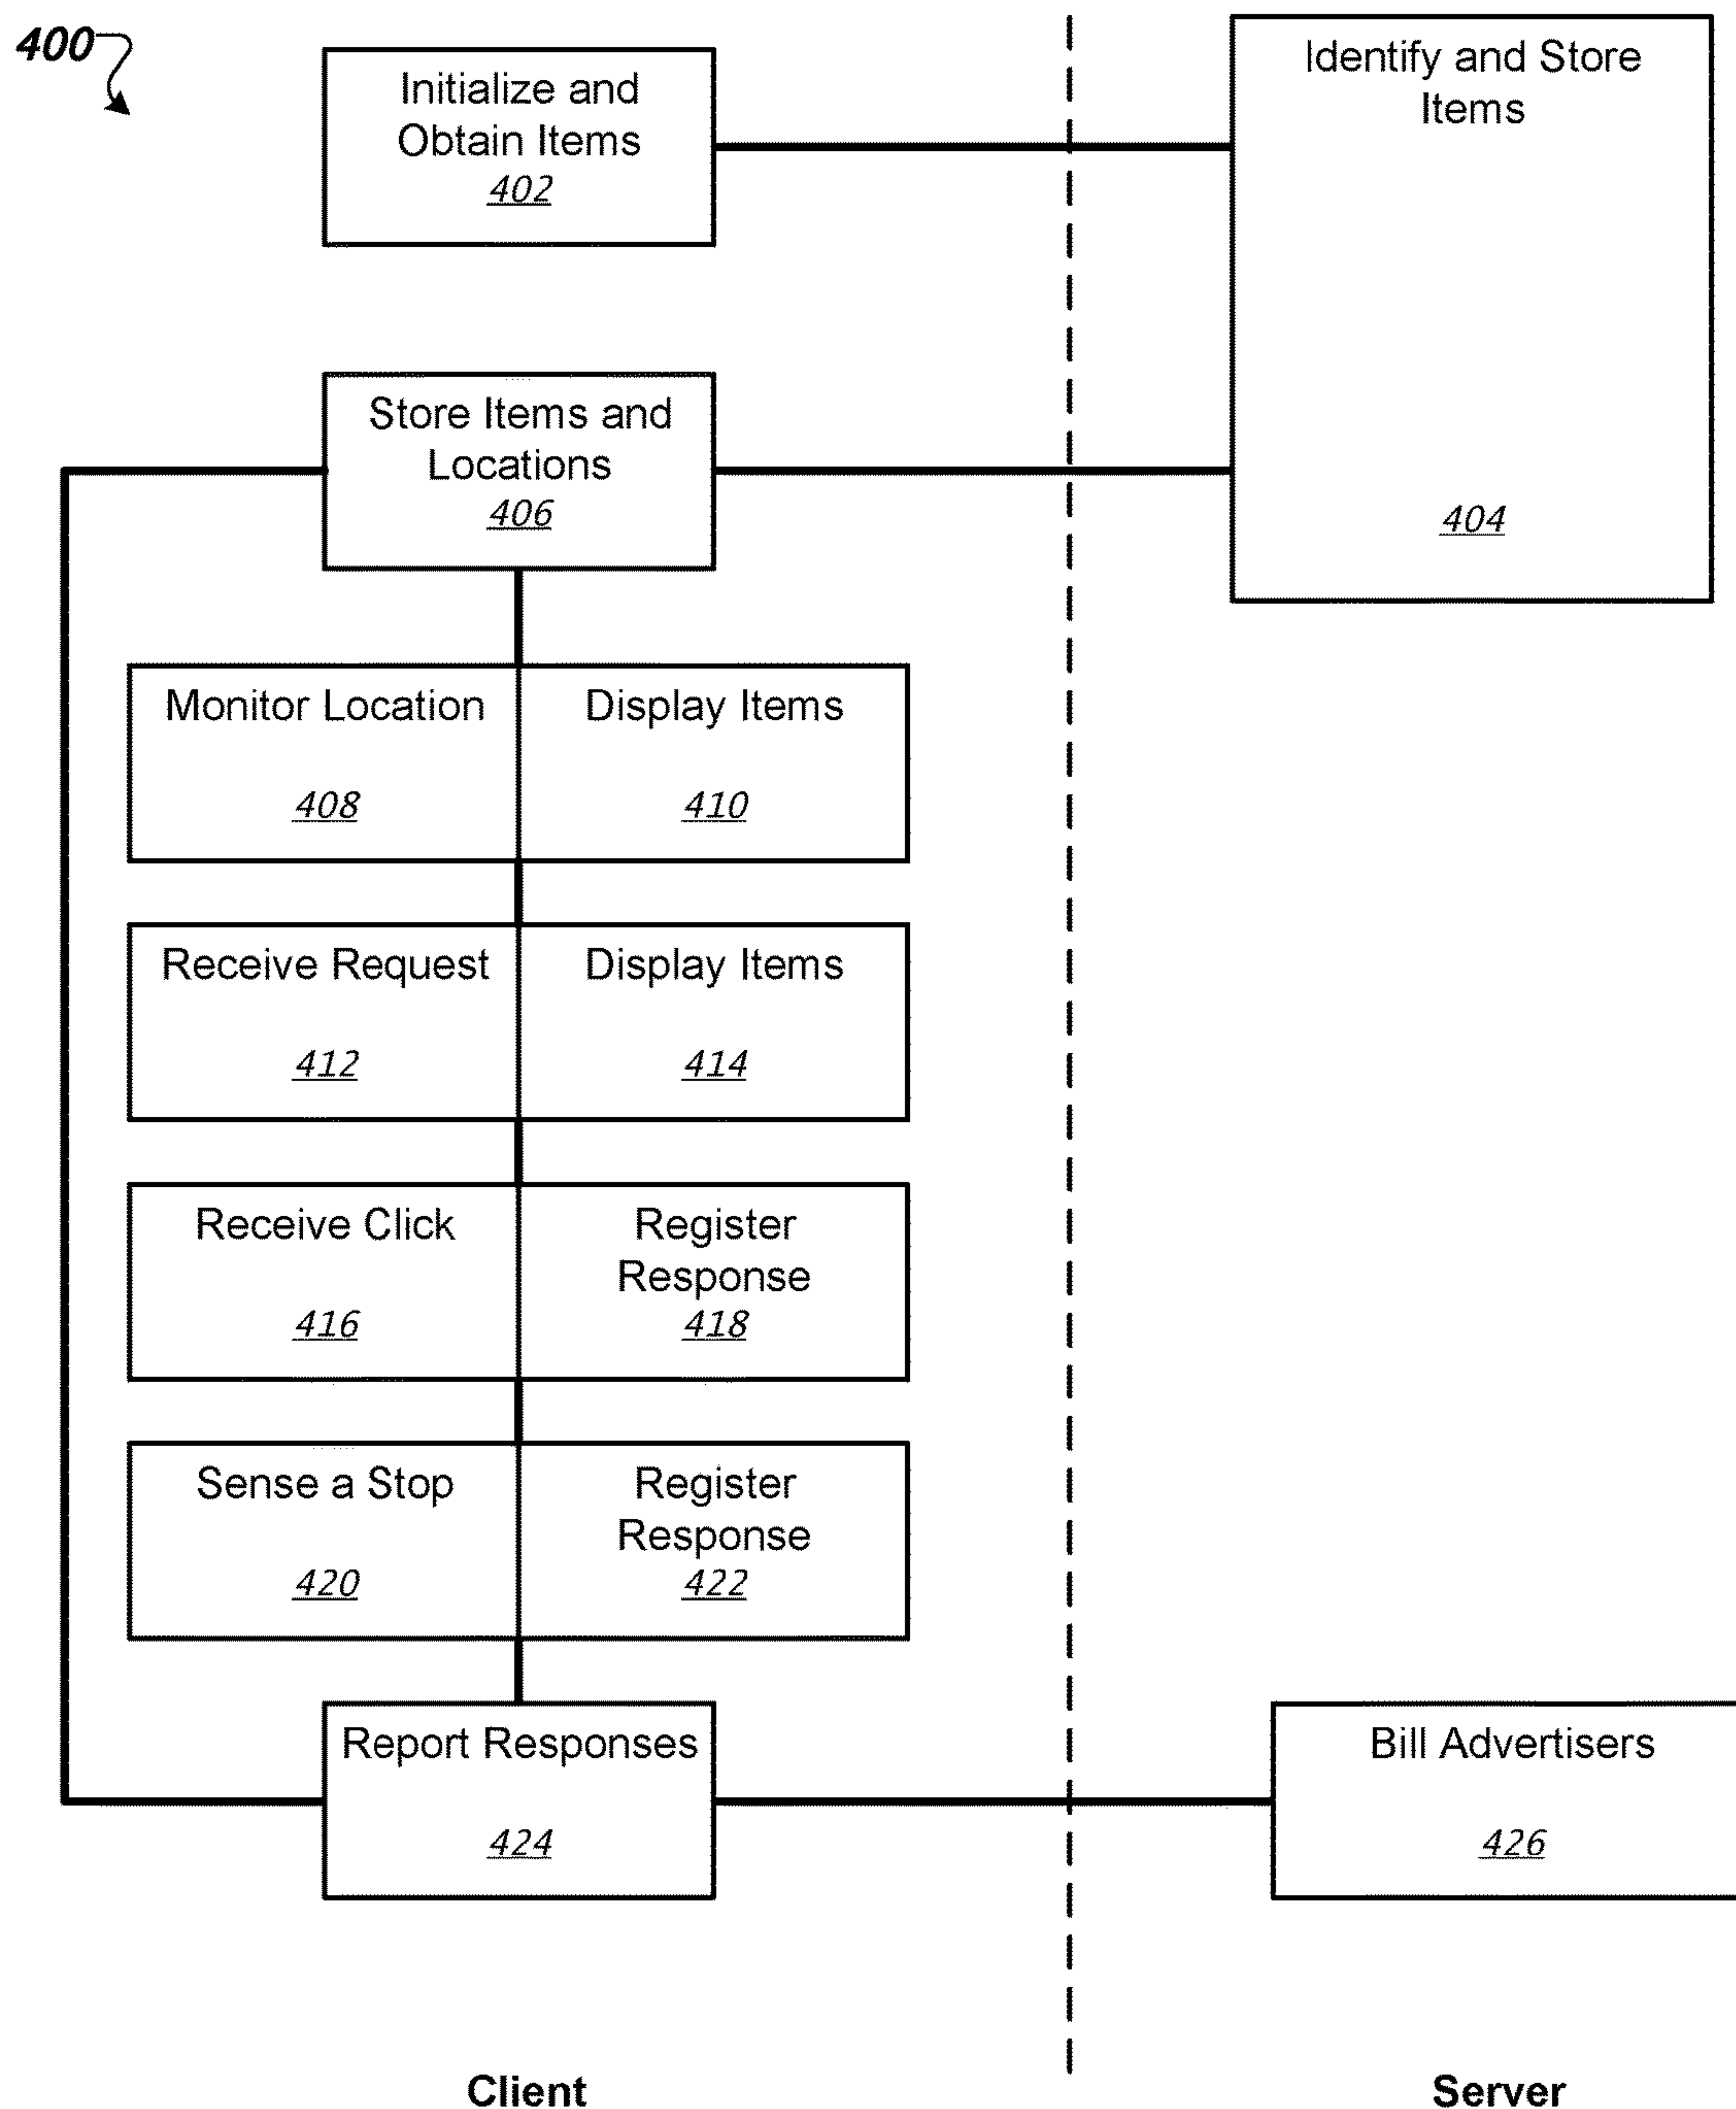 400
Initialize and
Obtain Items
402
Identify and Store
Items
404
Store Items and
Locations
406
Monitor Location
408
Display Items
410
Receive Request
412
Display Items
414
Receive Click
416
Register
Response
418
Sense a Stop
420
Register
Response
422
Report Responses
424
Bill Advertisers
426
Client
Server